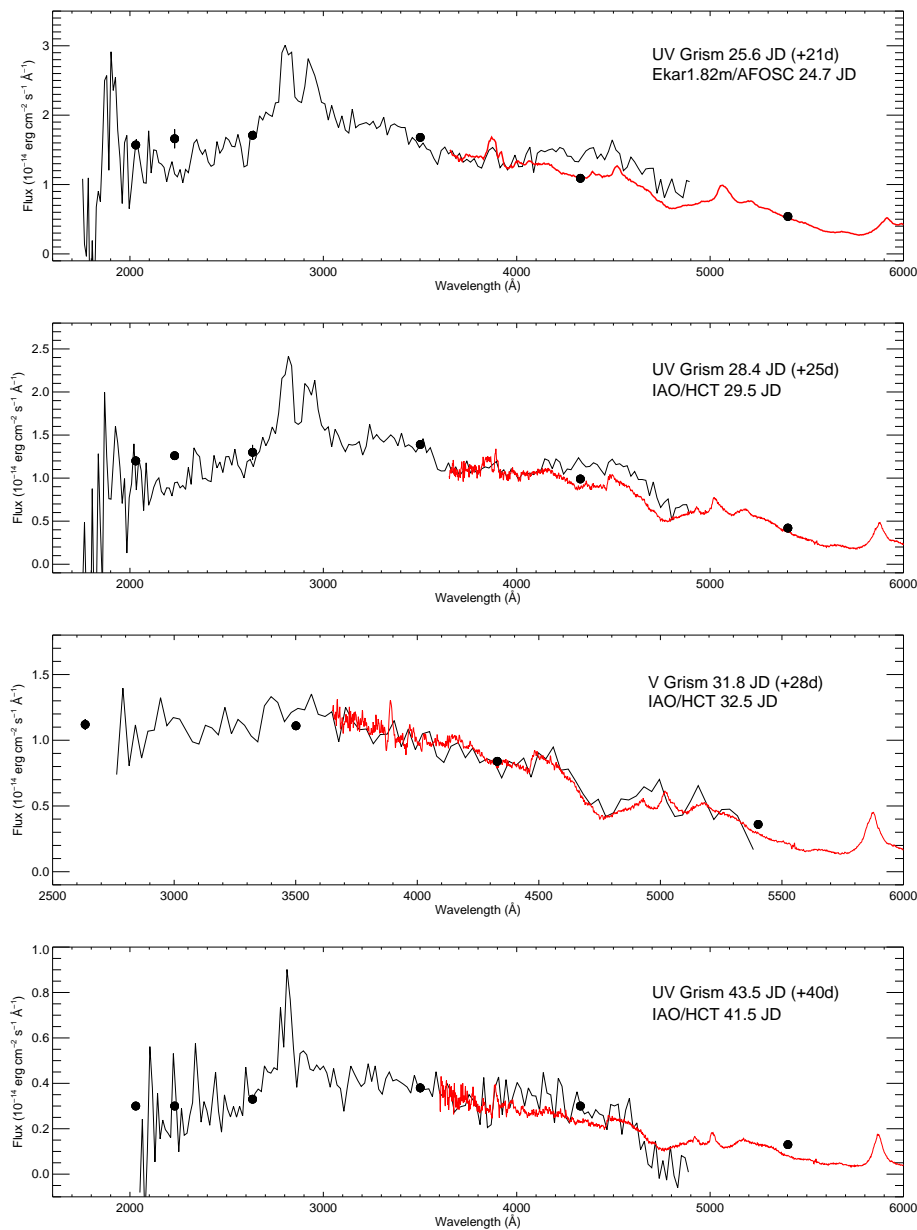 UV Grism 25.6 JD (+21d)
Ekar1.82m/AFOSC 24.7 JD
Flux (10⁻¹⁴ erg cm⁻² s⁻¹ Å⁻¹)
3
2
1
0
2000 3000 4000 5000 6000
Wavelength (Å)
UV Grism 28.4 JD (+25d)
IAO/HCT 29.5 JD
Flux (10⁻¹⁴ erg cm⁻² s⁻¹ Å⁻¹)
2.5
2.0
1.5
1.0
0.5
0.0
2000 3000 4000 5000 6000
Wavelength (Å)
V Grism 31.8 JD (+28d)
IAO/HCT 32.5 JD
Flux (10⁻¹⁴ erg cm⁻² s⁻¹ Å⁻¹)
1.5
1.0
0.5
0.0
2500 3000 3500 4000 4500 5000 5500 6000
Wavelength (Å)
UV Grism 43.5 JD (+40d)
IAO/HCT 41.5 JD
Flux (10⁻¹⁴ erg cm⁻² s⁻¹ Å⁻¹)
1.0
0.8
0.6
0.4
0.2
0.0
2000 3000 4000 5000 6000
Wavelength (Å)